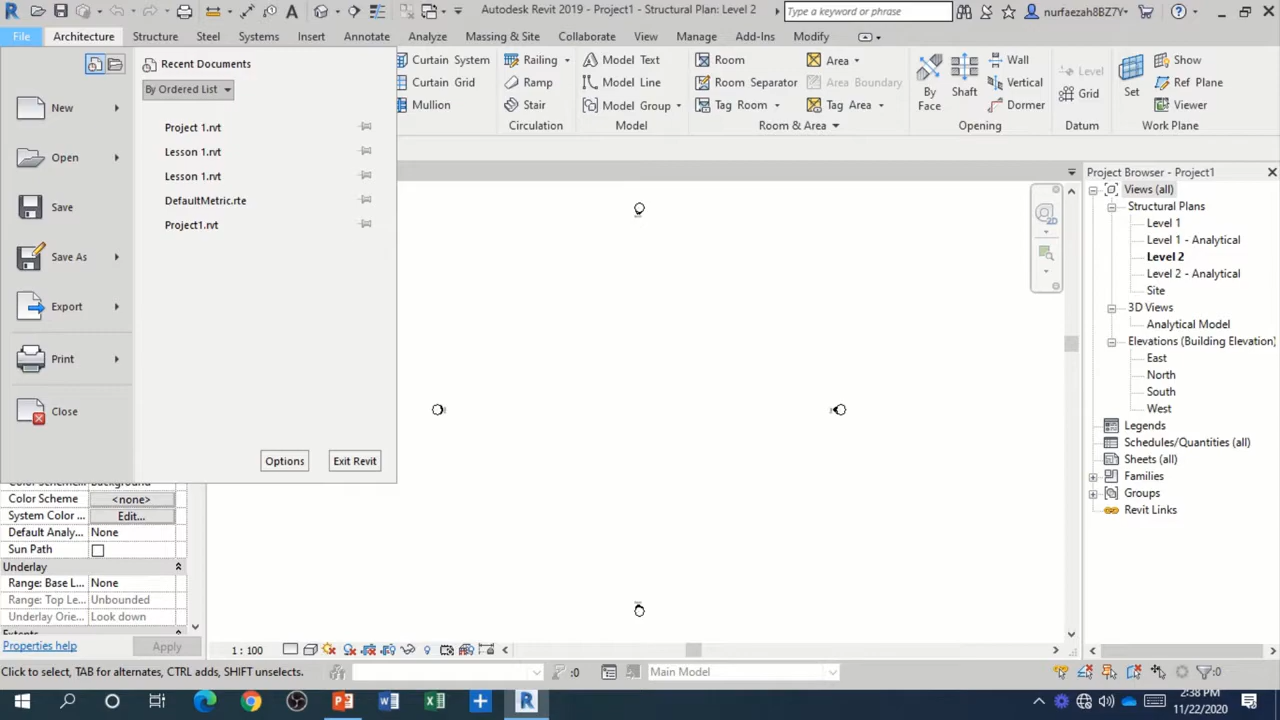 Autodesk Revit 2019 - Project1 - Structural Plan: Level 2
Type a keyword or phrase
nurfaezah8BZ7Y
File Architecture Structure Steel Systems Insert Annotate Analyze Massing & Site Collaborate View Manage Add-Ins Modify
Curtain System
Curtain Grid
Mullion
Railing
Ramp
Stair
Circulation
Model Text
Model Line
Model Group
Model
Room
Room Separator
Tag Room
Area
Area Boundary
Tag Area
Room & Area
By
Face
Shaft
Wall
Vertical
Dormer
Opening
Level
Grid
Datum
Set
Show
Ref Plane
Viewer
Work Plane
New
Open
Save
Save As
Export
Print
Close
Recent Documents
By Ordered List
Project 1.rvt
Lesson 1.rvt
Lesson 1.rvt
DefaultMetric.rte
Project1.rvt
Options
Exit Revit
2D
Project Browser - Project1
Views (all)
Structural Plans
Level 1
Level 1 - Analytical
Level 2
Level 2 - Analytical
Site
3D Views
Analytical Model
Elevations (Building Elevation)
East
North
South
West
Legends
Schedules/Quantities (all)
Sheets (all)
Families
Groups
Revit Links
Color Scheme <none>
System Color ... Edit...
Default Analy... None
Sun Path
Underlay
Range: Base L... None
Range: Top Le... Unbounded
Underlay Orie... Look down
Extents
Properties help
Apply
1 : 100
Click to select, TAB for alternates, CTRL adds, SHIFT unselects.
:0
Main Model
:0
2:38 PM
11/22/2020